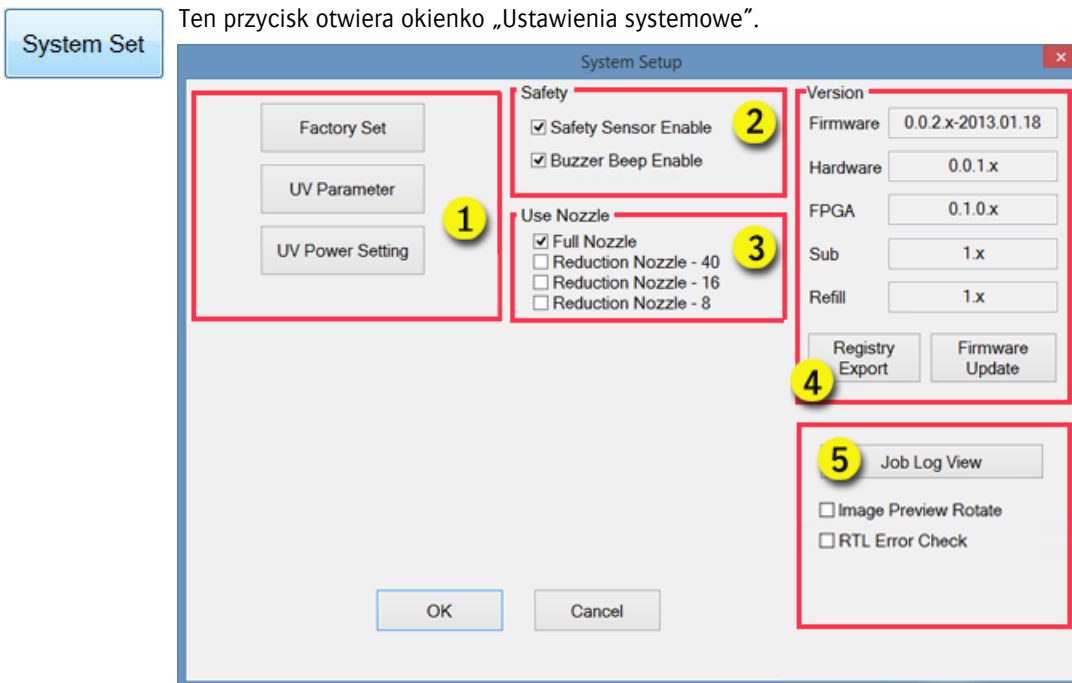 System Set
Ten przycisk otwiera okienko „Ustawienia systemowe”.
System Setup
Factory Set
UV Parameter
UV Power Setting
1
Safety
Safety Sensor Enable
Buzzer Beep Enable
2
Use Nozzle
Full Nozzle
Reduction Nozzle - 40
Reduction Nozzle - 16
Reduction Nozzle - 8
3
Version
Firmware 0.0.2.x-2013.01.18
Hardware 0.0.1.x
FPGA 0.1.0.x
Sub 1.x
Refill 1.x
Registry
Export
Firmware
Update
4
5
Job Log View
Image Preview Rotate
RTL Error Check
OK
Cancel